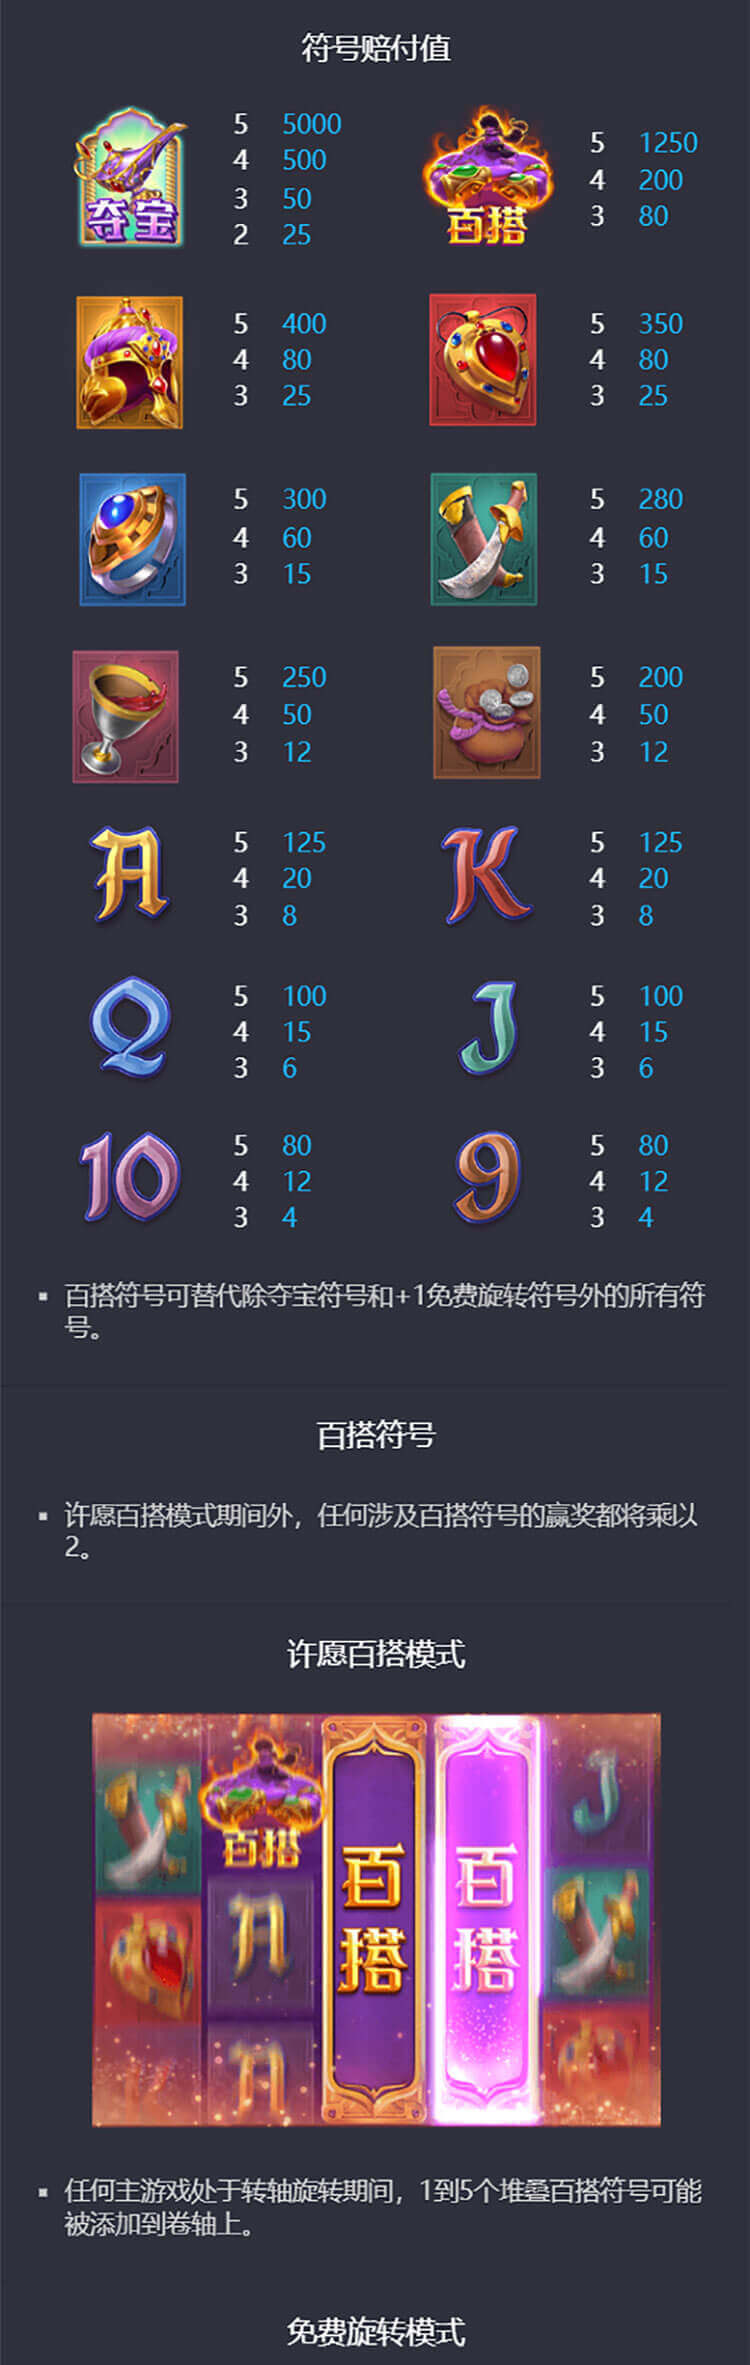 符号赔付值
夺宝
5 5000
4 500
3 50
2 25
百搭
5 1250
4 200
3 80
5 400
4 80
3 25
5 350
4 80
3 25
5 300
4 60
3 15
5 280
4 60
3 15
5 250
4 50
3 12
5 200
4 50
3 12
A
5 125
4 20
3 8
K
5 125
4 20
3 8
Q
5 100
4 15
3 6
J
5 100
4 15
3 6
10
5 80
4 12
3 4
9
5 80
4 12
3 4
▪ 百搭符号可替代除夺宝符号和+1免费旋转符号外的所有符
号。
百搭符号
▪ 许愿百搭模式期间外，任何涉及百搭符号的赢奖都将乘以
2。
许愿百搭模式
百搭
A
A
百搭
百搭
J
▪ 任何主游戏处于转轴旋转期间，1到5个堆叠百搭符号可能
被添加到卷轴上。
免费旋转模式